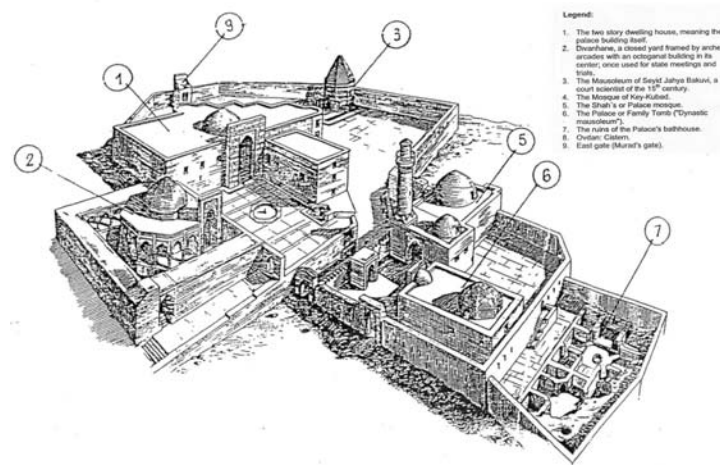 Legend:
1. The two story dwelling house, meaning the
palace building itself.
2. Divanhane, a closed yard framed by arched
arcades with an octoganal building in its
center; once used for state meetings and
trials.
3. The Mausoleum of Seyid Jahya Bakuvi, a
court scientist of the 15th century.
4. The Mosque of Key-Kubad.
5. The Shah's or Palace mosque.
6. The Palace or Family Tomb ("Dynastic
mausoleum").
7. The ruins of the Palace's bathhouse.
8. Ovdan: Cistern.
9. East gate (Murad's gate).
9
3
1
5
2
6
7